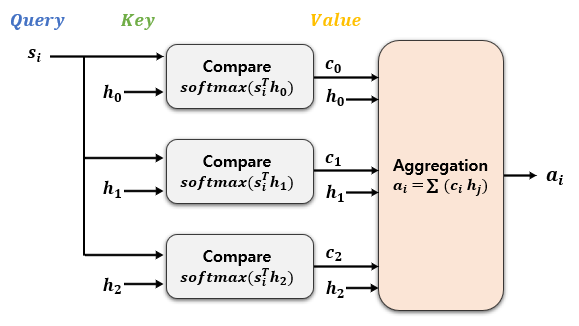 Query Key Value
s_i
Compare
softmax(s_i^T h_0)
h_0
c_0
h_0
Compare
softmax(s_i^T h_1)
h_1
c_1
h_1
Aggregation
a_i = Σ (c_i h_j)
a_i
Compare
softmax(s_i^T h_2)
h_2
c_2
h_2